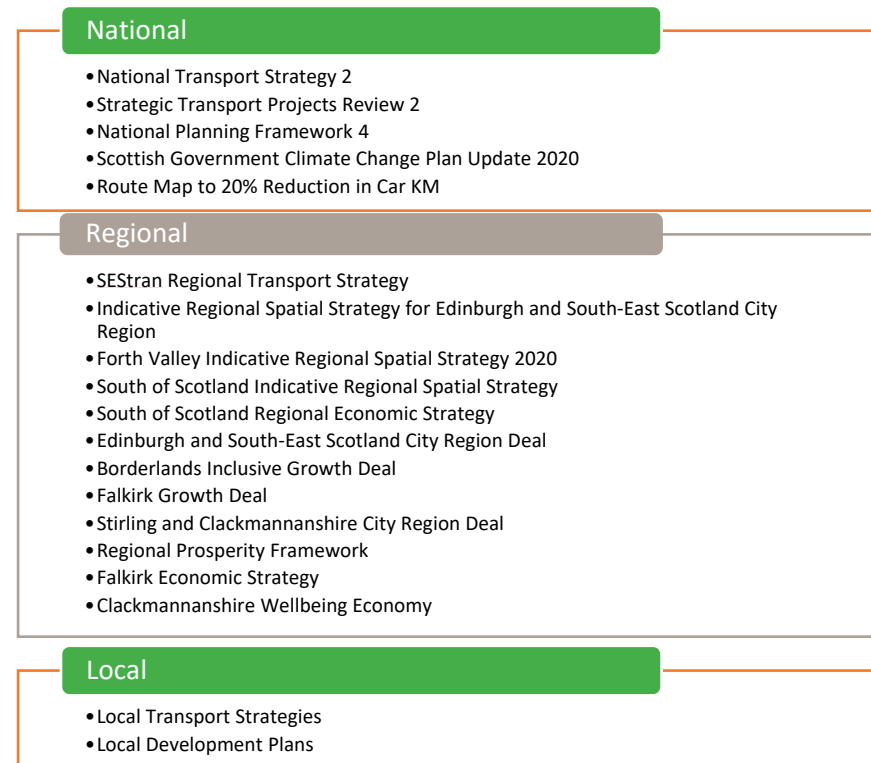 National
•National Transport Strategy 2
•Strategic Transport Projects Review 2
•National Planning Framework 4
•Scottish Government Climate Change Plan Update 2020
•Route Map to 20% Reduction in Car KM
Regional
•SEStran Regional Transport Strategy
•Indicative Regional Spatial Strategy for Edinburgh and South-East Scotland City
Region
•Forth Valley Indicative Regional Spatial Strategy 2020
•South of Scotland Indicative Regional Spatial Strategy
•South of Scotland Regional Economic Strategy
•Edinburgh and South-East Scotland City Region Deal
•Borderlands Inclusive Growth Deal
•Falkirk Growth Deal
•Stirling and Clackmannanshire City Region Deal
•Regional Prosperity Framework
•Falkirk Economic Strategy
•Clackmannanshire Wellbeing Economy
Local
•Local Transport Strategies
•Local Development Plans